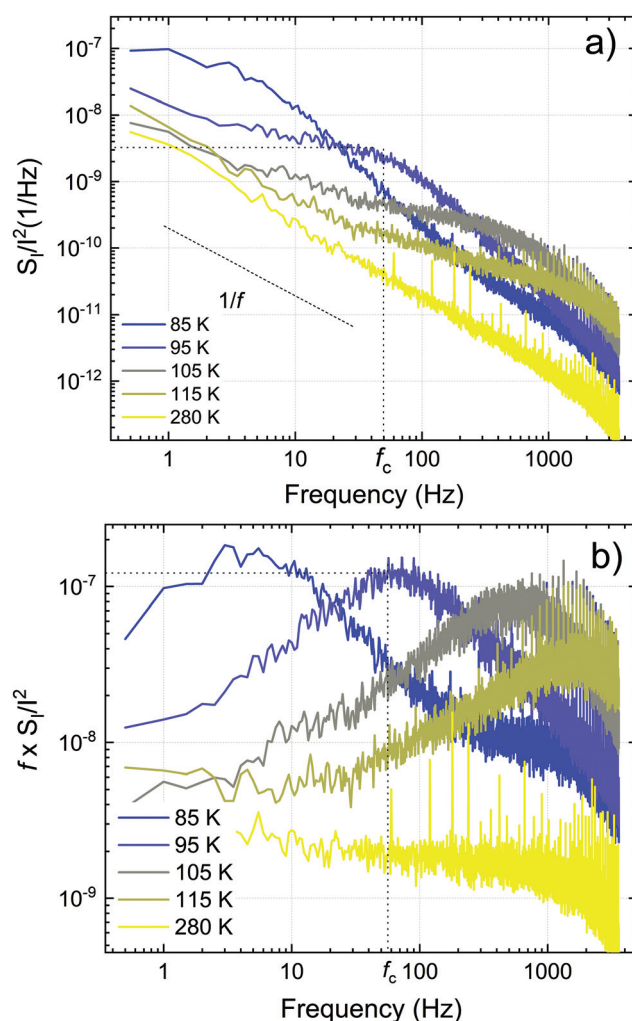 a)
S_I/I²(1/Hz)
10⁻⁷
10⁻⁸
10⁻⁹
10⁻¹⁰
10⁻¹¹
10⁻¹²
1/f
85 K
95 K
105 K
115 K
280 K
1 10 f_c 100 1000
Frequency (Hz)
b)
f x S_I/I²
10⁻⁷
10⁻⁸
10⁻⁹
85 K
95 K
105 K
115 K
280 K
1 10 f_c 100 1000
Frequency (Hz)